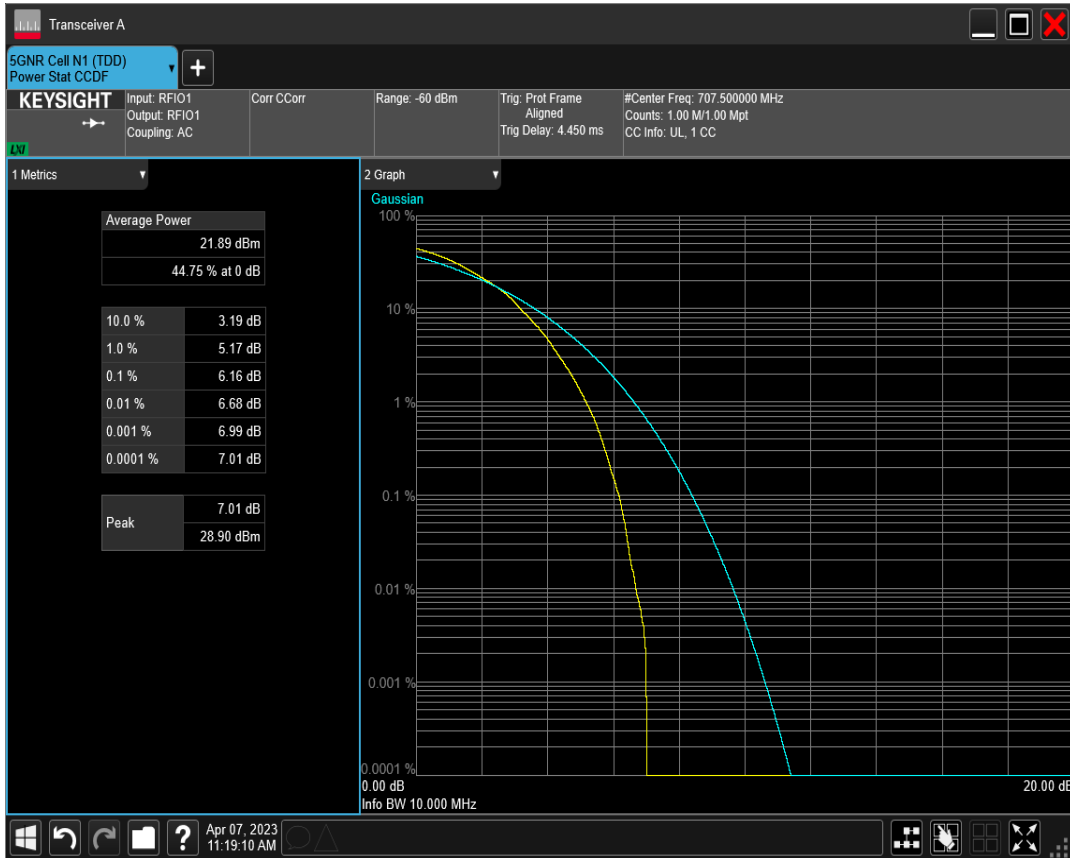 Transceiver A
5GNR Cell N1 (TDD)
Power Stat CCDF
+
KEYSIGHT
LXI
Input: RFIO1
Output: RFIO1
Coupling: AC
Corr CCorr
Range: -60 dBm
Trig: Prot Frame
Aligned
Trig Delay: 4.450 ms
#Center Freq: 707.500000 MHz
Counts: 1.00 M/1.00 Mpt
CC Info: UL, 1 CC
1 Metrics
Average Power
21.89 dBm
44.75 % at 0 dB
10.0 % 3.19 dB
1.0 % 5.17 dB
0.1 % 6.16 dB
0.01 % 6.68 dB
0.001 % 6.99 dB
0.0001 % 7.01 dB
Peak
7.01 dB
28.90 dBm
2 Graph
Gaussian
100 %
10 %
1 %
0.1 %
0.01 %
0.001 %
0.0001 %
0.00 dB 20.00 dB
Info BW 10.000 MHz
?
Apr 07, 2023
11:19:10 AM